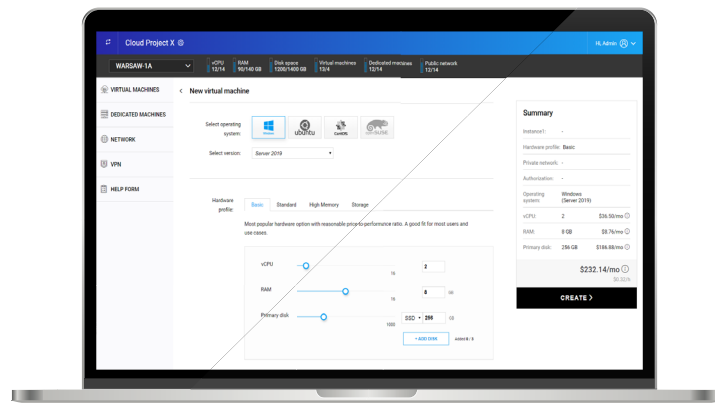 Cloud Project X
Hi, Admin
WARSAW-1A
vCPU
12/14
RAM
90/140 GB
Disk space
1200/1400 GB
Virtual machines
13/4
Dedicated machines
12/14
Public network
12/14
VIRTUAL MACHINES
DEDICATED MACHINES
NETWORK
VPN
HELP FORM
New virtual machine
Select operating
system:
ubuntu
Select version:
Server 2019
Hardware
profile:
Basic
Standard
High Memory
Storage
Most popular hardware option with reasonable price to performance ratio. A good fit for most users and
use cases.
vCPU
16
2
RAM
16
8
GB
Primary disk
1000
SSD
256
GB
+ ADD DISK
Summary
Instance1: -
Hardware profile: Basic
Private network: -
Authorization: -
Operating
system:
Windows
(Server 2019)
vCPU: 2 $36.50/mo
RAM: 8 GB $8.76/mo
Primary disk: 256 GB $186.88/mo
$232.14/mo
$0.32/h
CREATE